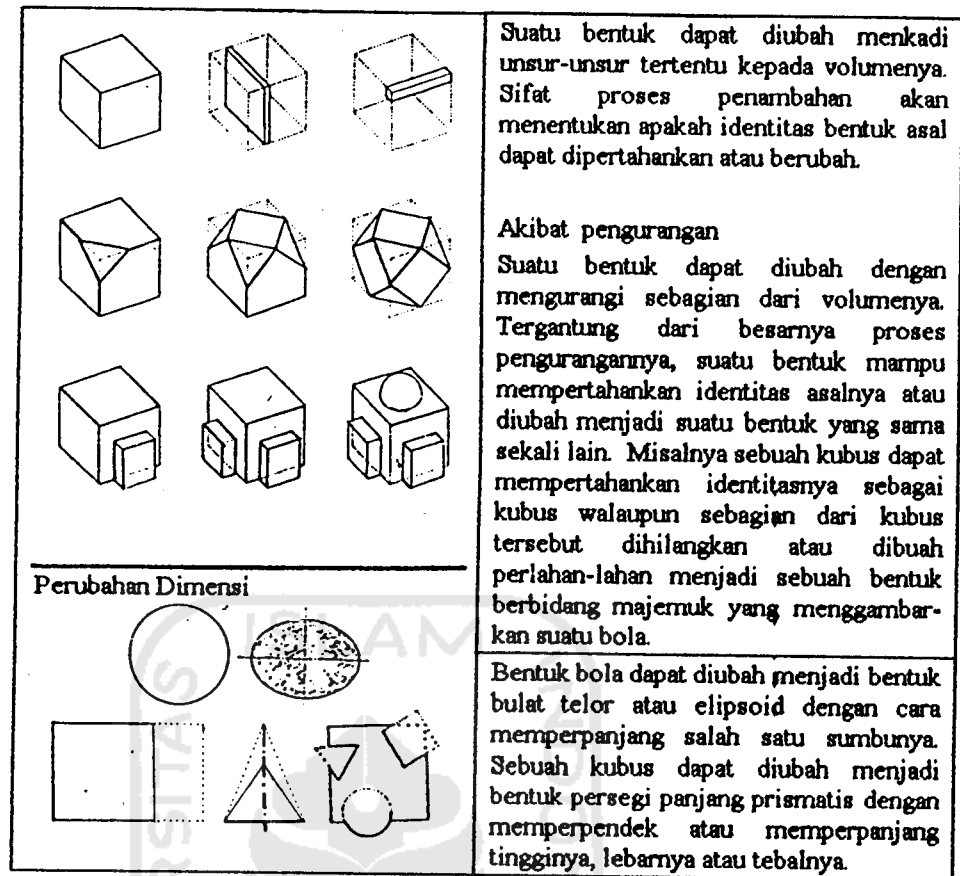 Suatu bentuk dapat diubah menkadi
unsur-unsur tertentu kepada volumenya.
Sifat proses penambahan akan
menentukan apakah identitas bentuk asal
dapat dipertahankan atau berubah.
Akibat pengurangan
Suatu bentuk dapat diubah dengan
mengurangi sebagian dari volumenya.
Tergantung dari besarnya proses
pengurangannya, suatu bentuk mampu
mempertahankan identitas asalnya atau
diubah menjadi suatu bentuk yang sama
sekali lain. Misalnya sebuah kubus dapat
mempertahankan identitasnya sebagai
kubus walaupun sebagian dari kubus
tersebut dihilangkan atau dibuah
perlahan-lahan menjadi sebuah bentuk
berbidang majemuk yang menggambar-
kan suatu bola.
Perubahan Dimensi
Bentuk bola dapat diubah menjadi bentuk
bulat telor atau elipsoid dengan cara
memperpanjang salah satu sumbunya.
Sebuah kubus dapat diubah menjadi
bentuk persegi panjang prismatis dengan
memperpendek atau memperpanjang
tingginya, lebarnya atau tebalnya.
ISLAM
RSITAS